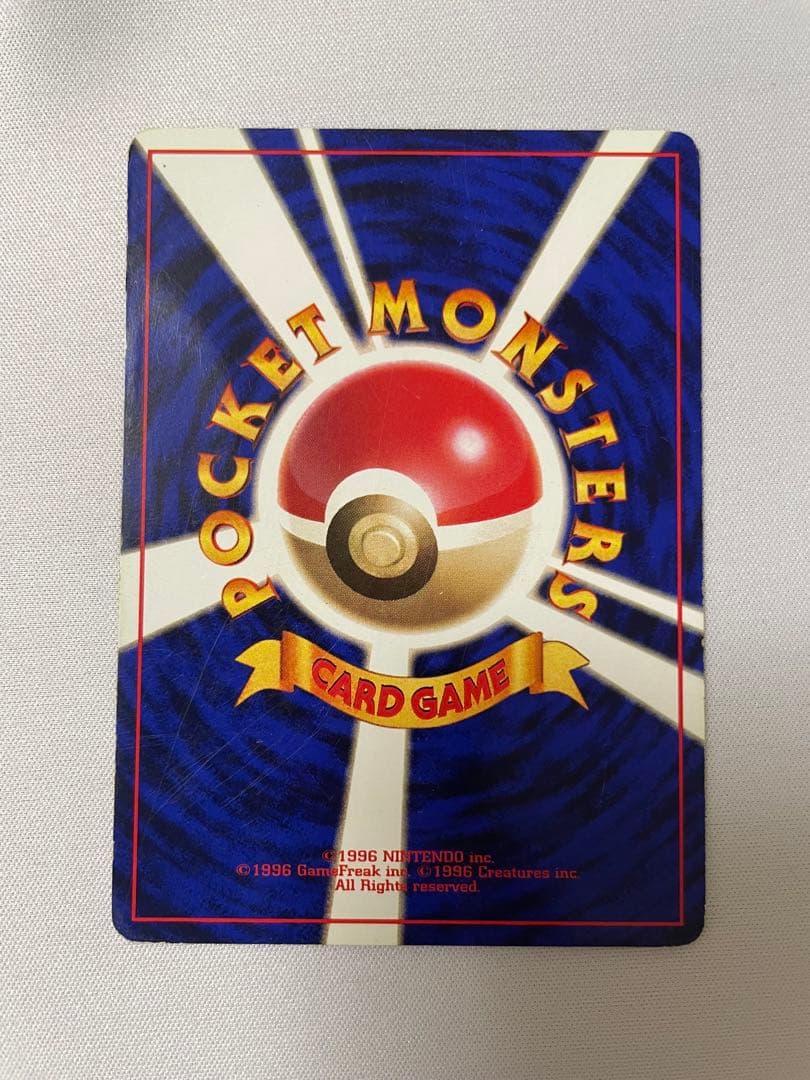 POCKET MONSTERS
CARD GAME
©1996 NINTENDO inc.
©1996 GameFreak inc. ©1996 Creatures inc.
All Rights reserved.